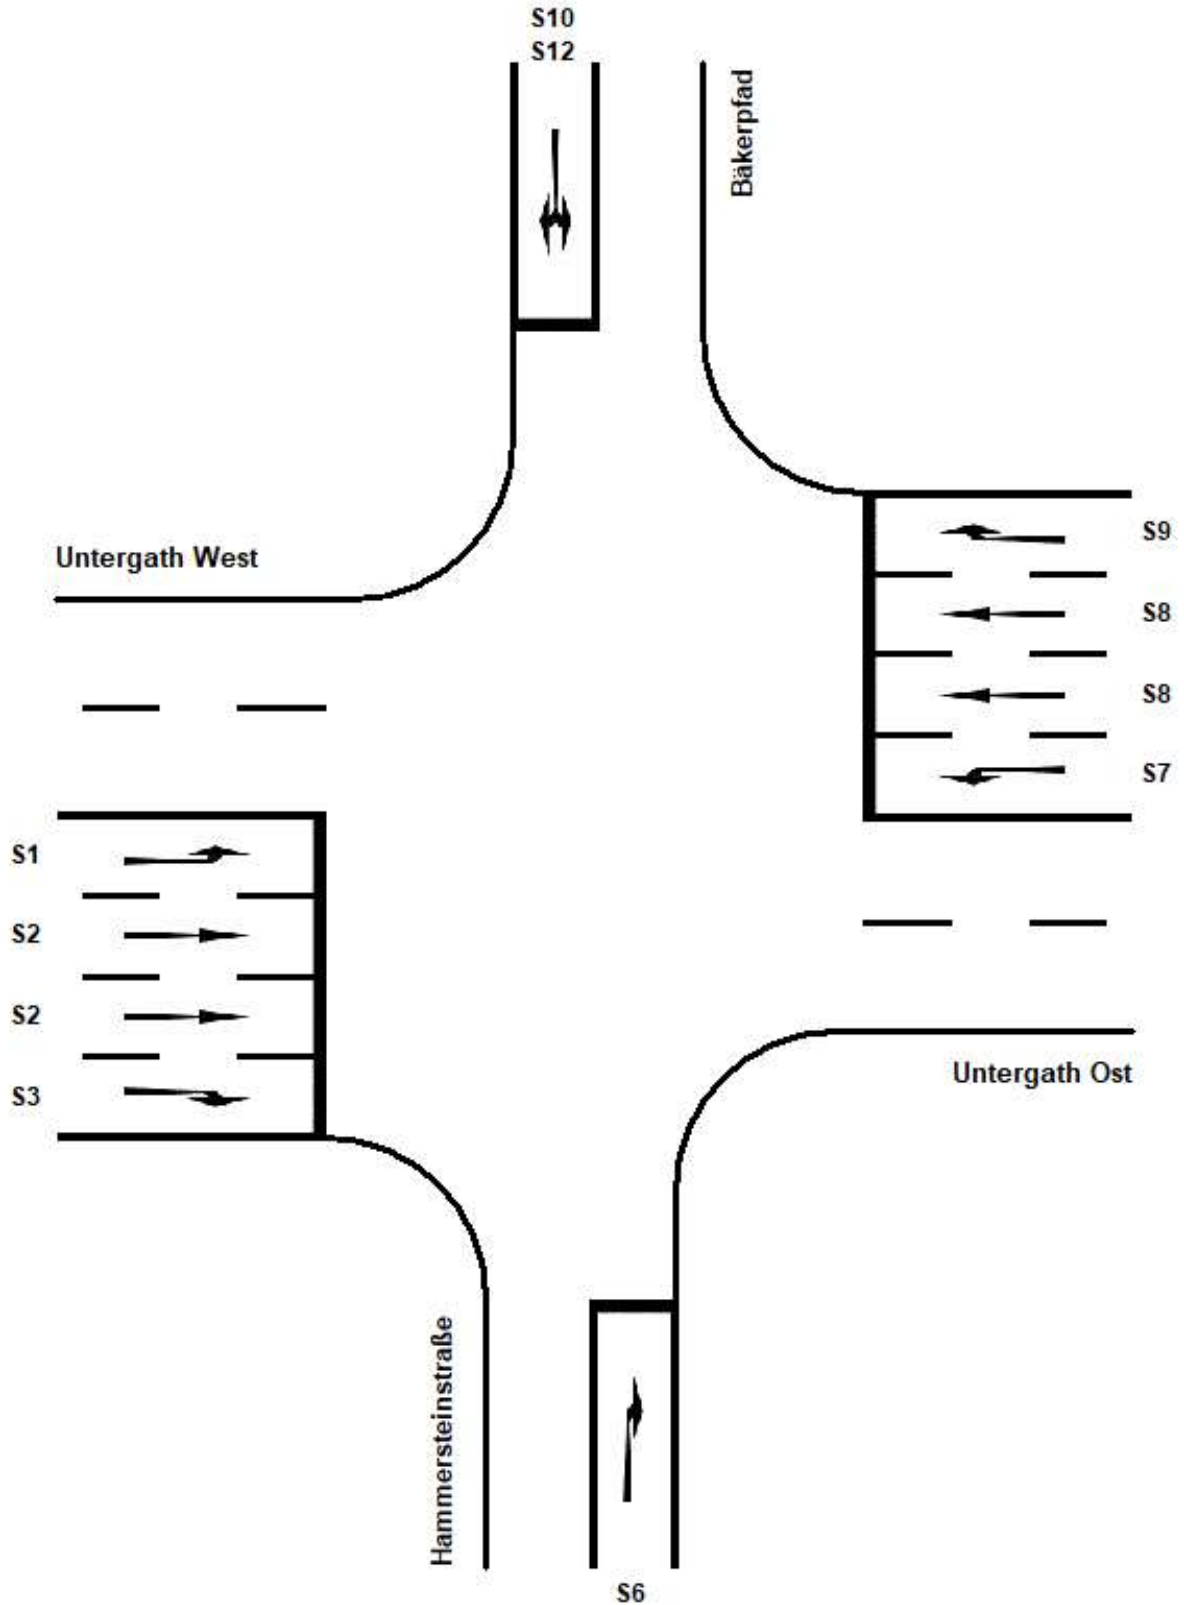 S10
S12
Bäkerpfad
S9
Untergath West
S8
S8
S7
S1
S2
S2
S3
Untergath Ost
Hammersteinstraße
S6